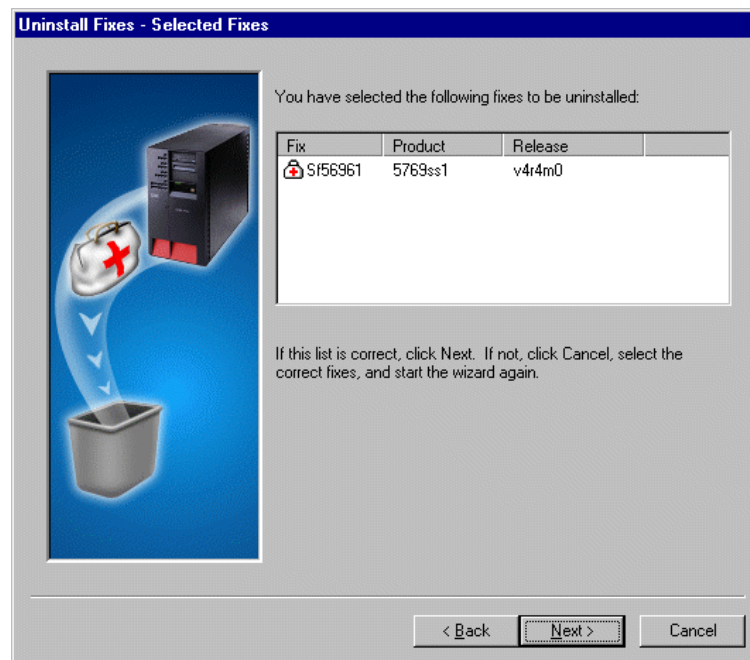 Uninstall Fixes - Selected Fixes
You have selected the following fixes to be uninstalled:
Fix Product Release
Sf56961 5769ss1 v4r4m0
If this list is correct, click Next. If not, click Cancel, select the
correct fixes, and start the wizard again.
< Back Next > Cancel